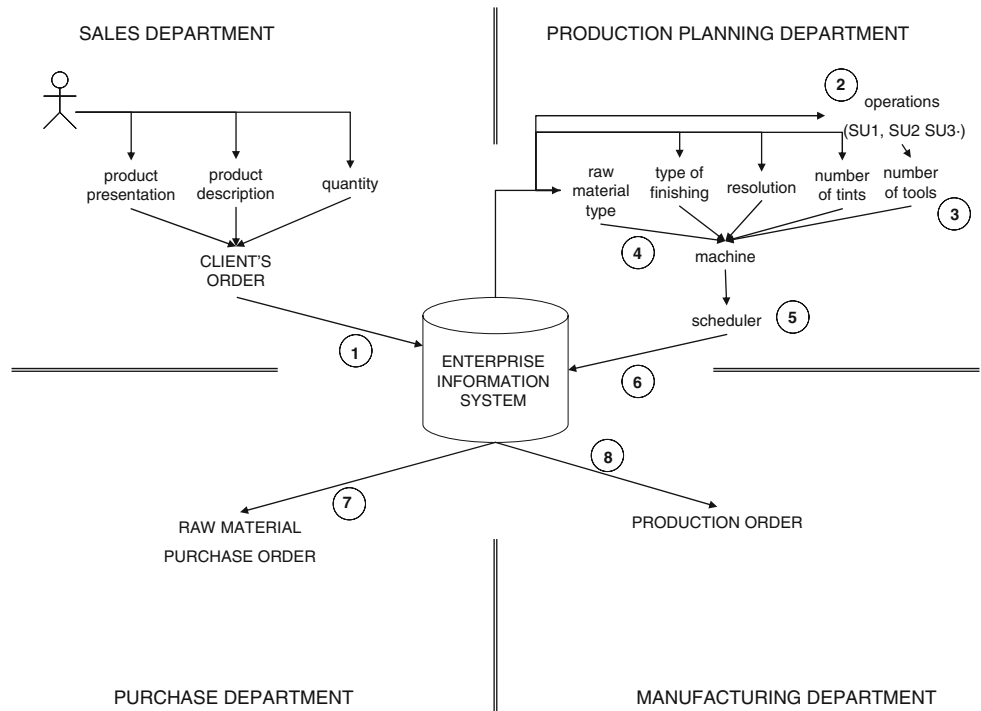 SALES DEPARTMENT
PRODUCTION PLANNING DEPARTMENT
product
presentation
product
description
quantity
CLIENT'S
ORDER
1
2
operations
(SU1, SU2 SU3·)
raw
material
type
type of
finishing
resolution
number
of tints
number
of tools
3
4
machine
scheduler
5
6
ENTERPRISE
INFORMATION
SYSTEM
7
8
RAW MATERIAL
PURCHASE ORDER
PRODUCTION ORDER
PURCHASE DEPARTMENT
MANUFACTURING DEPARTMENT